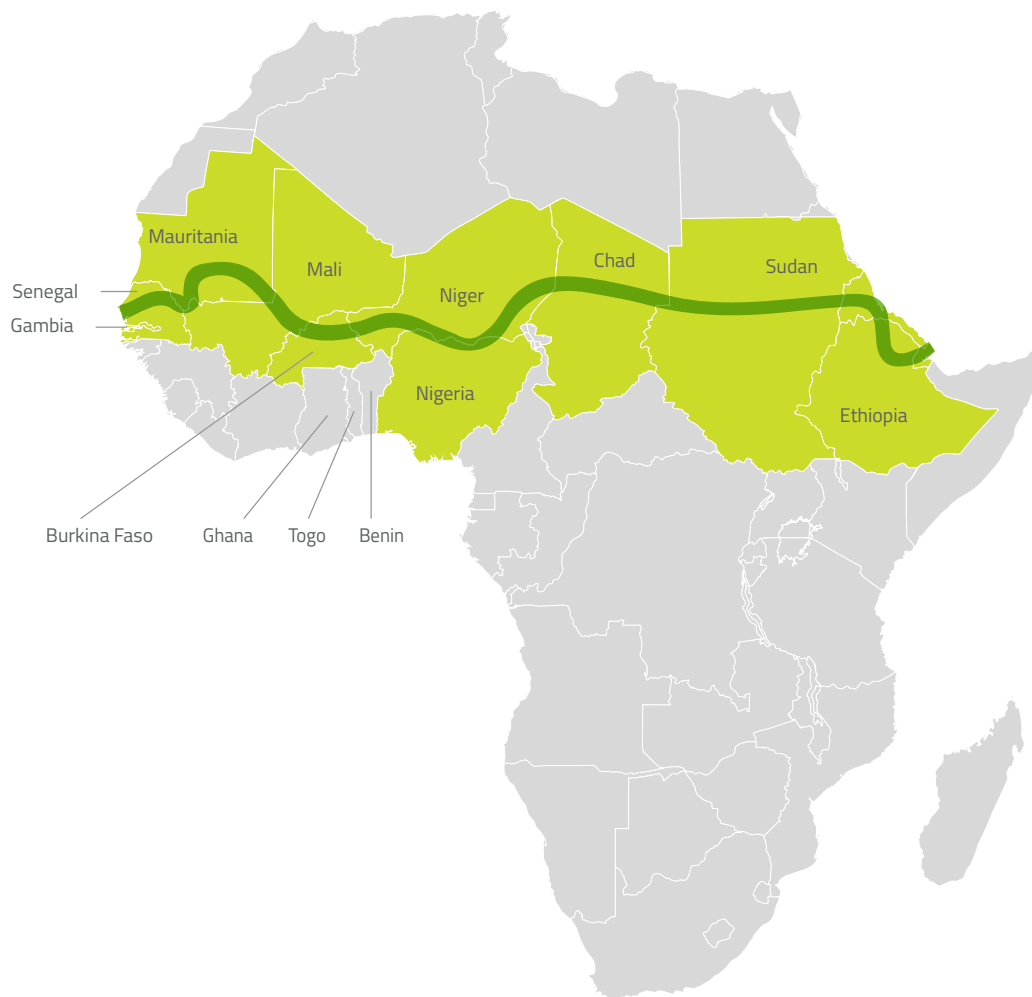 Mauritania
Mali
Chad
Sudan
Senegal
Niger
Gambia
Nigeria
Ethiopia
Burkina Faso
Ghana
Togo
Benin